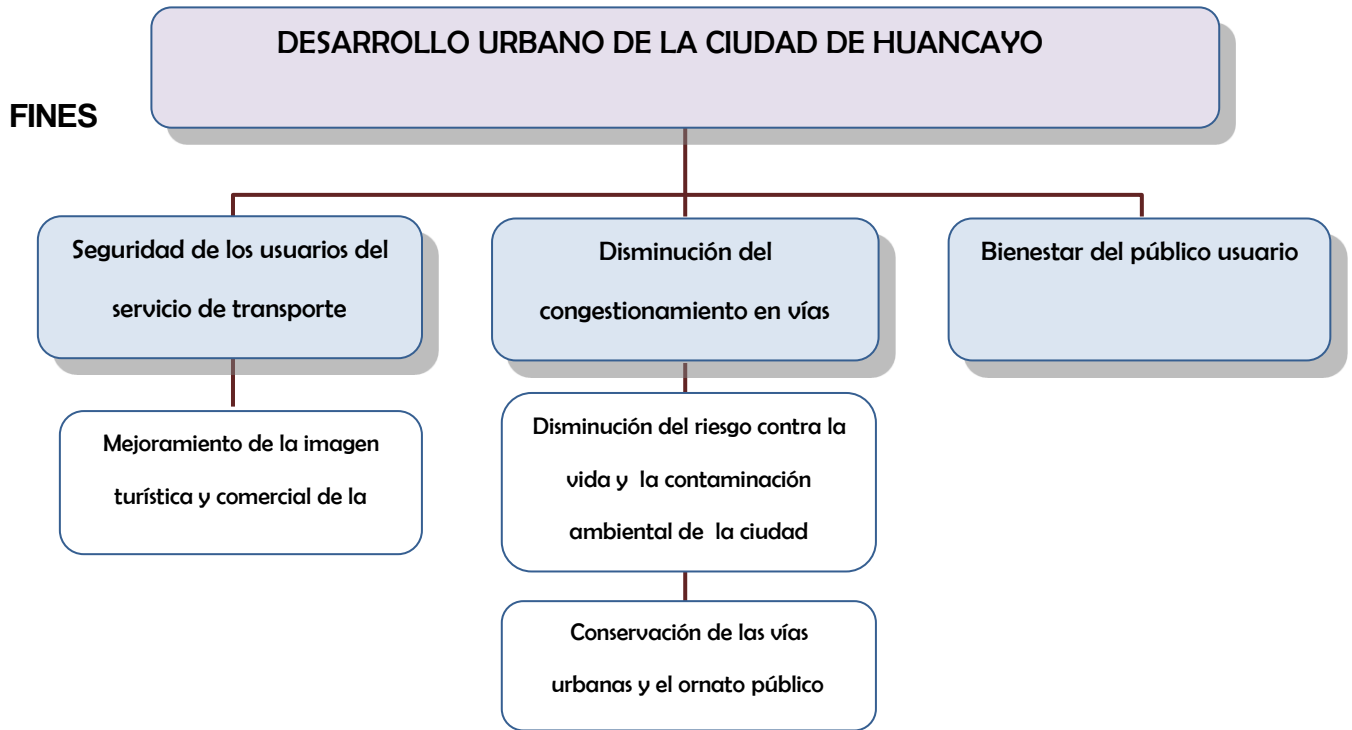 DESARROLLO URBANO DE LA CIUDAD DE HUANCAYO
FINES
Seguridad de los usuarios del
servicio de transporte
Disminución del
congestionamiento en vías
Bienestar del público usuario
Mejoramiento de la imagen
turística y comercial de la
Disminución del riesgo contra la
vida y la contaminación
ambiental de la ciudad
Conservación de las vías
urbanas y el ornato público